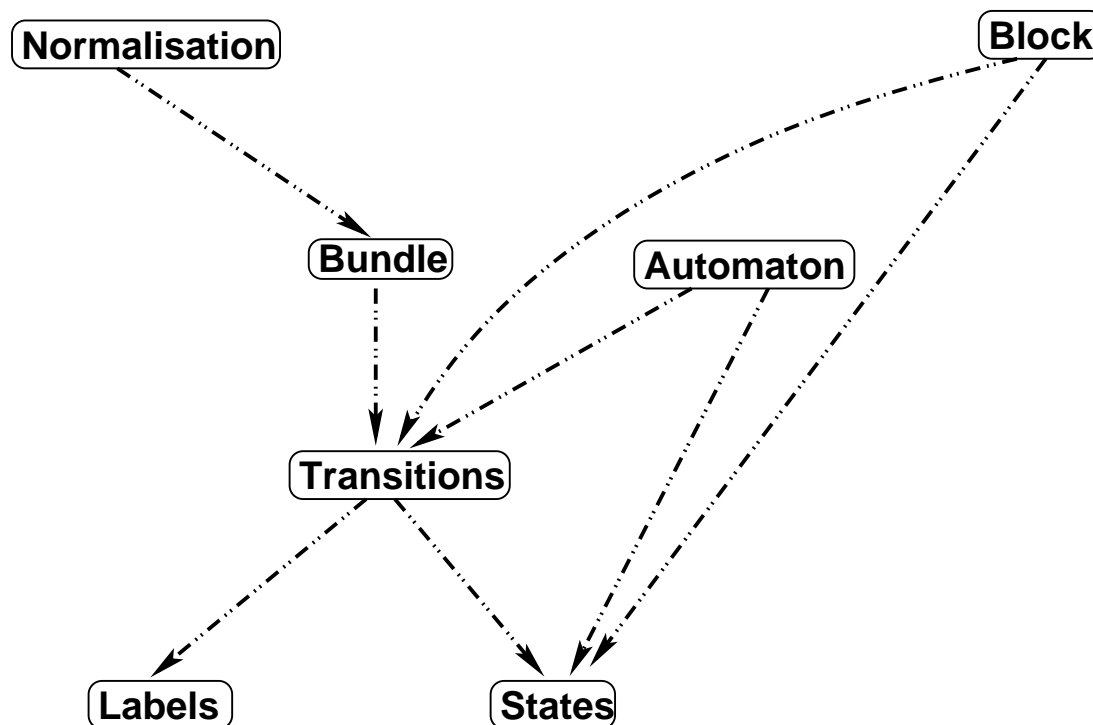 Normalisation
Block
Bundle
Automaton
Transitions
Labels
States